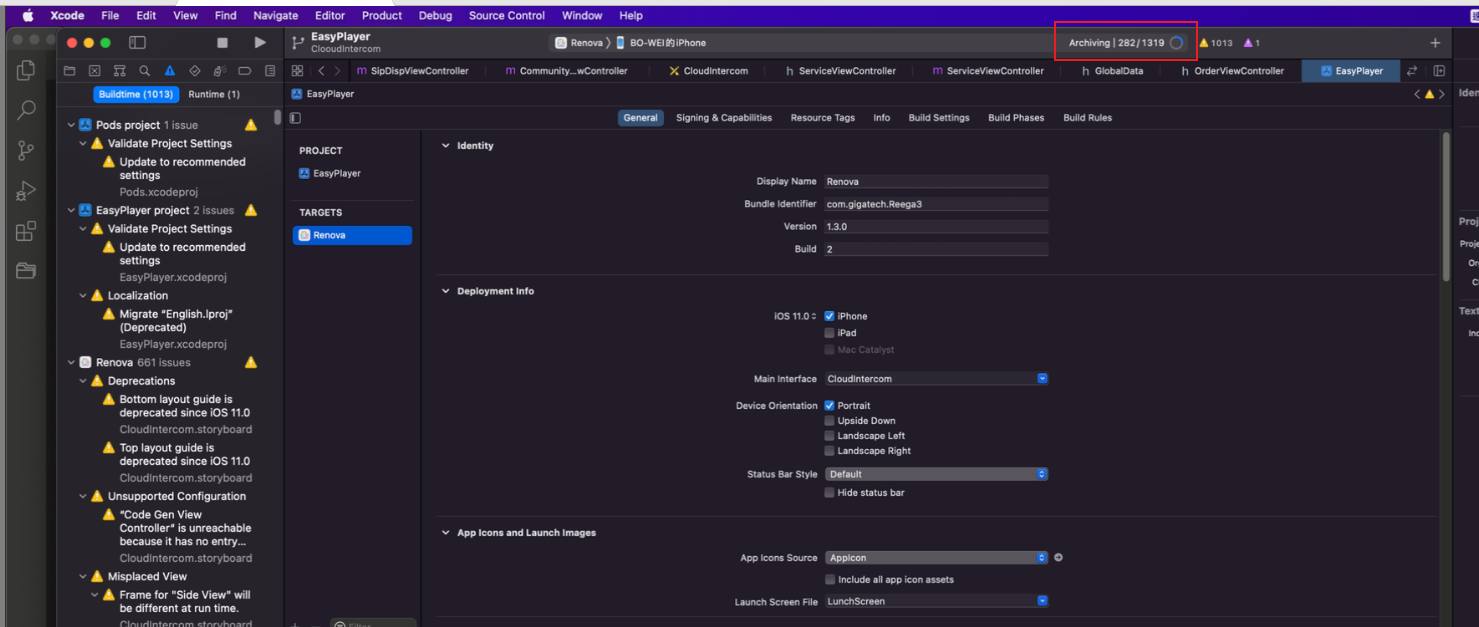 Xcode File Edit View Find Navigate Editor Product Debug Source Control Window Help
EasyPlayer
CloudIntercom
Renova
BO-WEI的iPhone
Archiving | 282/1319
1013
1
SipDispViewController
Community...wController
CloudIntercom
ServiceViewController
ServiceViewController
GlobalData
OrderViewController
EasyPlayer
Buildtime (1013)
Runtime (1)
EasyPlayer
General
Signing & Capabilities
Resource Tags
Info
Build Settings
Build Phases
Build Rules
Pods project 1 issue
Validate Project Settings
Update to recommended
settings
Pods.xcodeproj
EasyPlayer project 2 issues
Validate Project Settings
Update to recommended
settings
EasyPlayer.xcodeproj
Localization
Migrate “English.lproj”
(Deprecated)
EasyPlayer.xcodeproj
Renova 661 issues
Deprecations
Bottom layout guide is
deprecated since iOS 11.0
CloudIntercom.storyboard
Top layout guide is
deprecated since iOS 11.0
CloudIntercom.storyboard
Unsupported Configuration
“Code Gen View
Controller“ is unreachable
because it has no entry...
CloudIntercom.storyboard
Misplaced View
Frame for "Side View" will
be different at run time.
CloudIntercom.storyboard
PROJECT
EasyPlayer
TARGETS
Renova
Filter
Identity
Display Name Renova
Bundle Identifier com.gigatech.Reega3
Version 1.3.0
Build 2
Deployment Info
iOS 11.0 iPhone
iPad
Mac Catalyst
Main Interface CloudIntercom
Device Orientation Portrait
Upside Down
Landscape Left
Landscape Right
Status Bar Style Default
Hide status bar
App Icons and Launch Images
App Icons Source AppIcon
Include all app icon assets
Launch Screen File LunchScreen
Iden
Proj
Proje
Or
C
Text
Inc